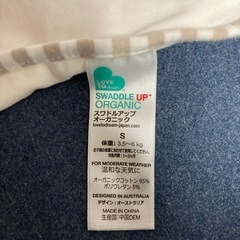 LOVE
TO dream
SWADDLE UP™
ORGANIC
スワドルアップ
オーガニック
lovetodream-japan.com
S
体重: 3.5～6 kg
FOR MODERATE WEATHER
温和な天気に
オーガニックコットン 95%
ポリウレタン 5%
DESIGNED IN AUSTRALIA
デザイン：オーストラリア
MADE IN CHINA
生産国：中国OEM